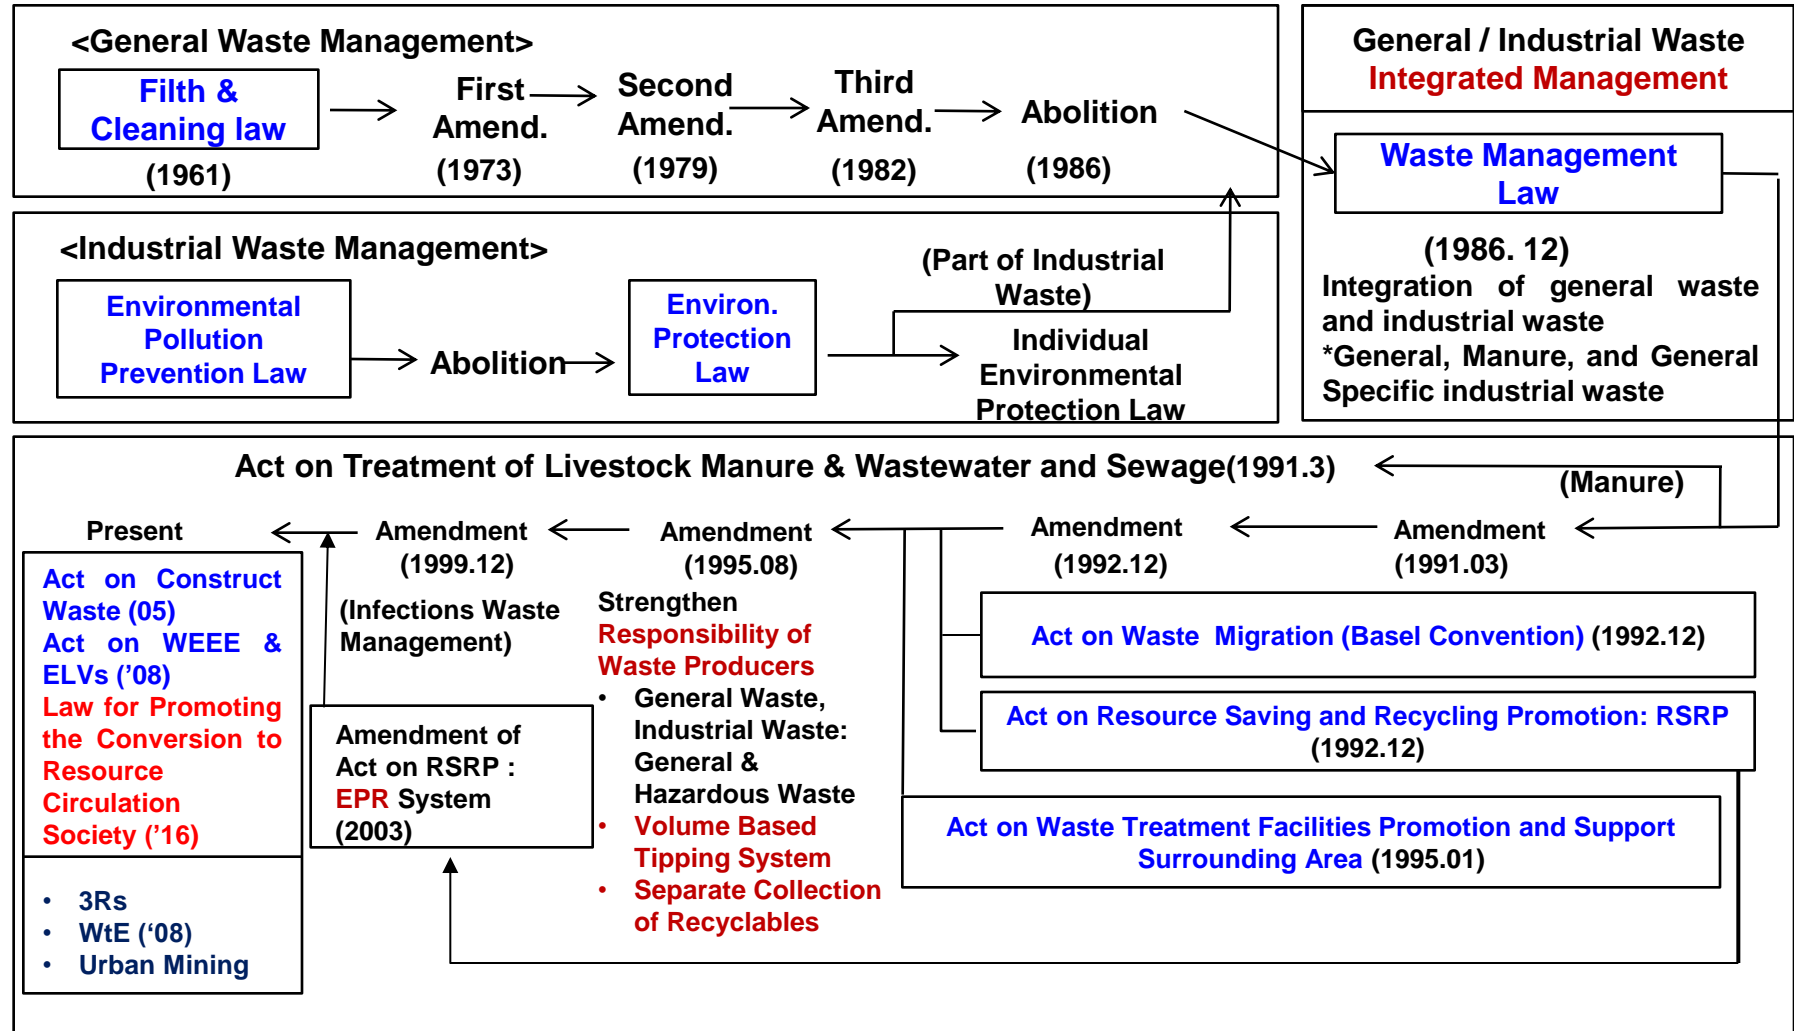 <General Waste Management>
Filth &
Cleaning law
(1961)
First
Amend.
(1973)
Second
Amend.
(1979)
Third
Amend.
(1982)
Abolition
(1986)
General / Industrial Waste
Integrated Management
Waste Management
Law
(1986. 12)
Integration of general waste
and industrial waste
*General, Manure, and General
Specific industrial waste
<Industrial Waste Management>
Environmental
Pollution
Prevention Law
Abolition
Environ.
Protection
Law
(Part of Industrial
Waste)
Individual
Environmental
Protection Law
Act on Treatment of Livestock Manure & Wastewater and Sewage(1991.3)
(Manure)
Present
Amendment
(1999.12)
(Infections Waste
Management)
Amendment
(1995.08)
Amendment
(1992.12)
Amendment
(1991.03)
Act on Construct
Waste (05)
Act on WEEE &
ELVs (’08)
Law for Promoting
the Conversion to
Resource
Circulation
Society (’16)
• 3Rs
• WtE (‘08)
• Urban Mining
Amendment of
Act on RSRP :
EPR System
(2003)
Strengthen
Responsibility of
Waste Producers
• General Waste,
Industrial Waste:
General &
Hazardous Waste
• Volume Based
Tipping System
• Separate Collection
of Recyclables
Act on Waste Migration (Basel Convention) (1992.12)
Act on Resource Saving and Recycling Promotion: RSRP
(1992.12)
Act on Waste Treatment Facilities Promotion and Support
Surrounding Area (1995.01)